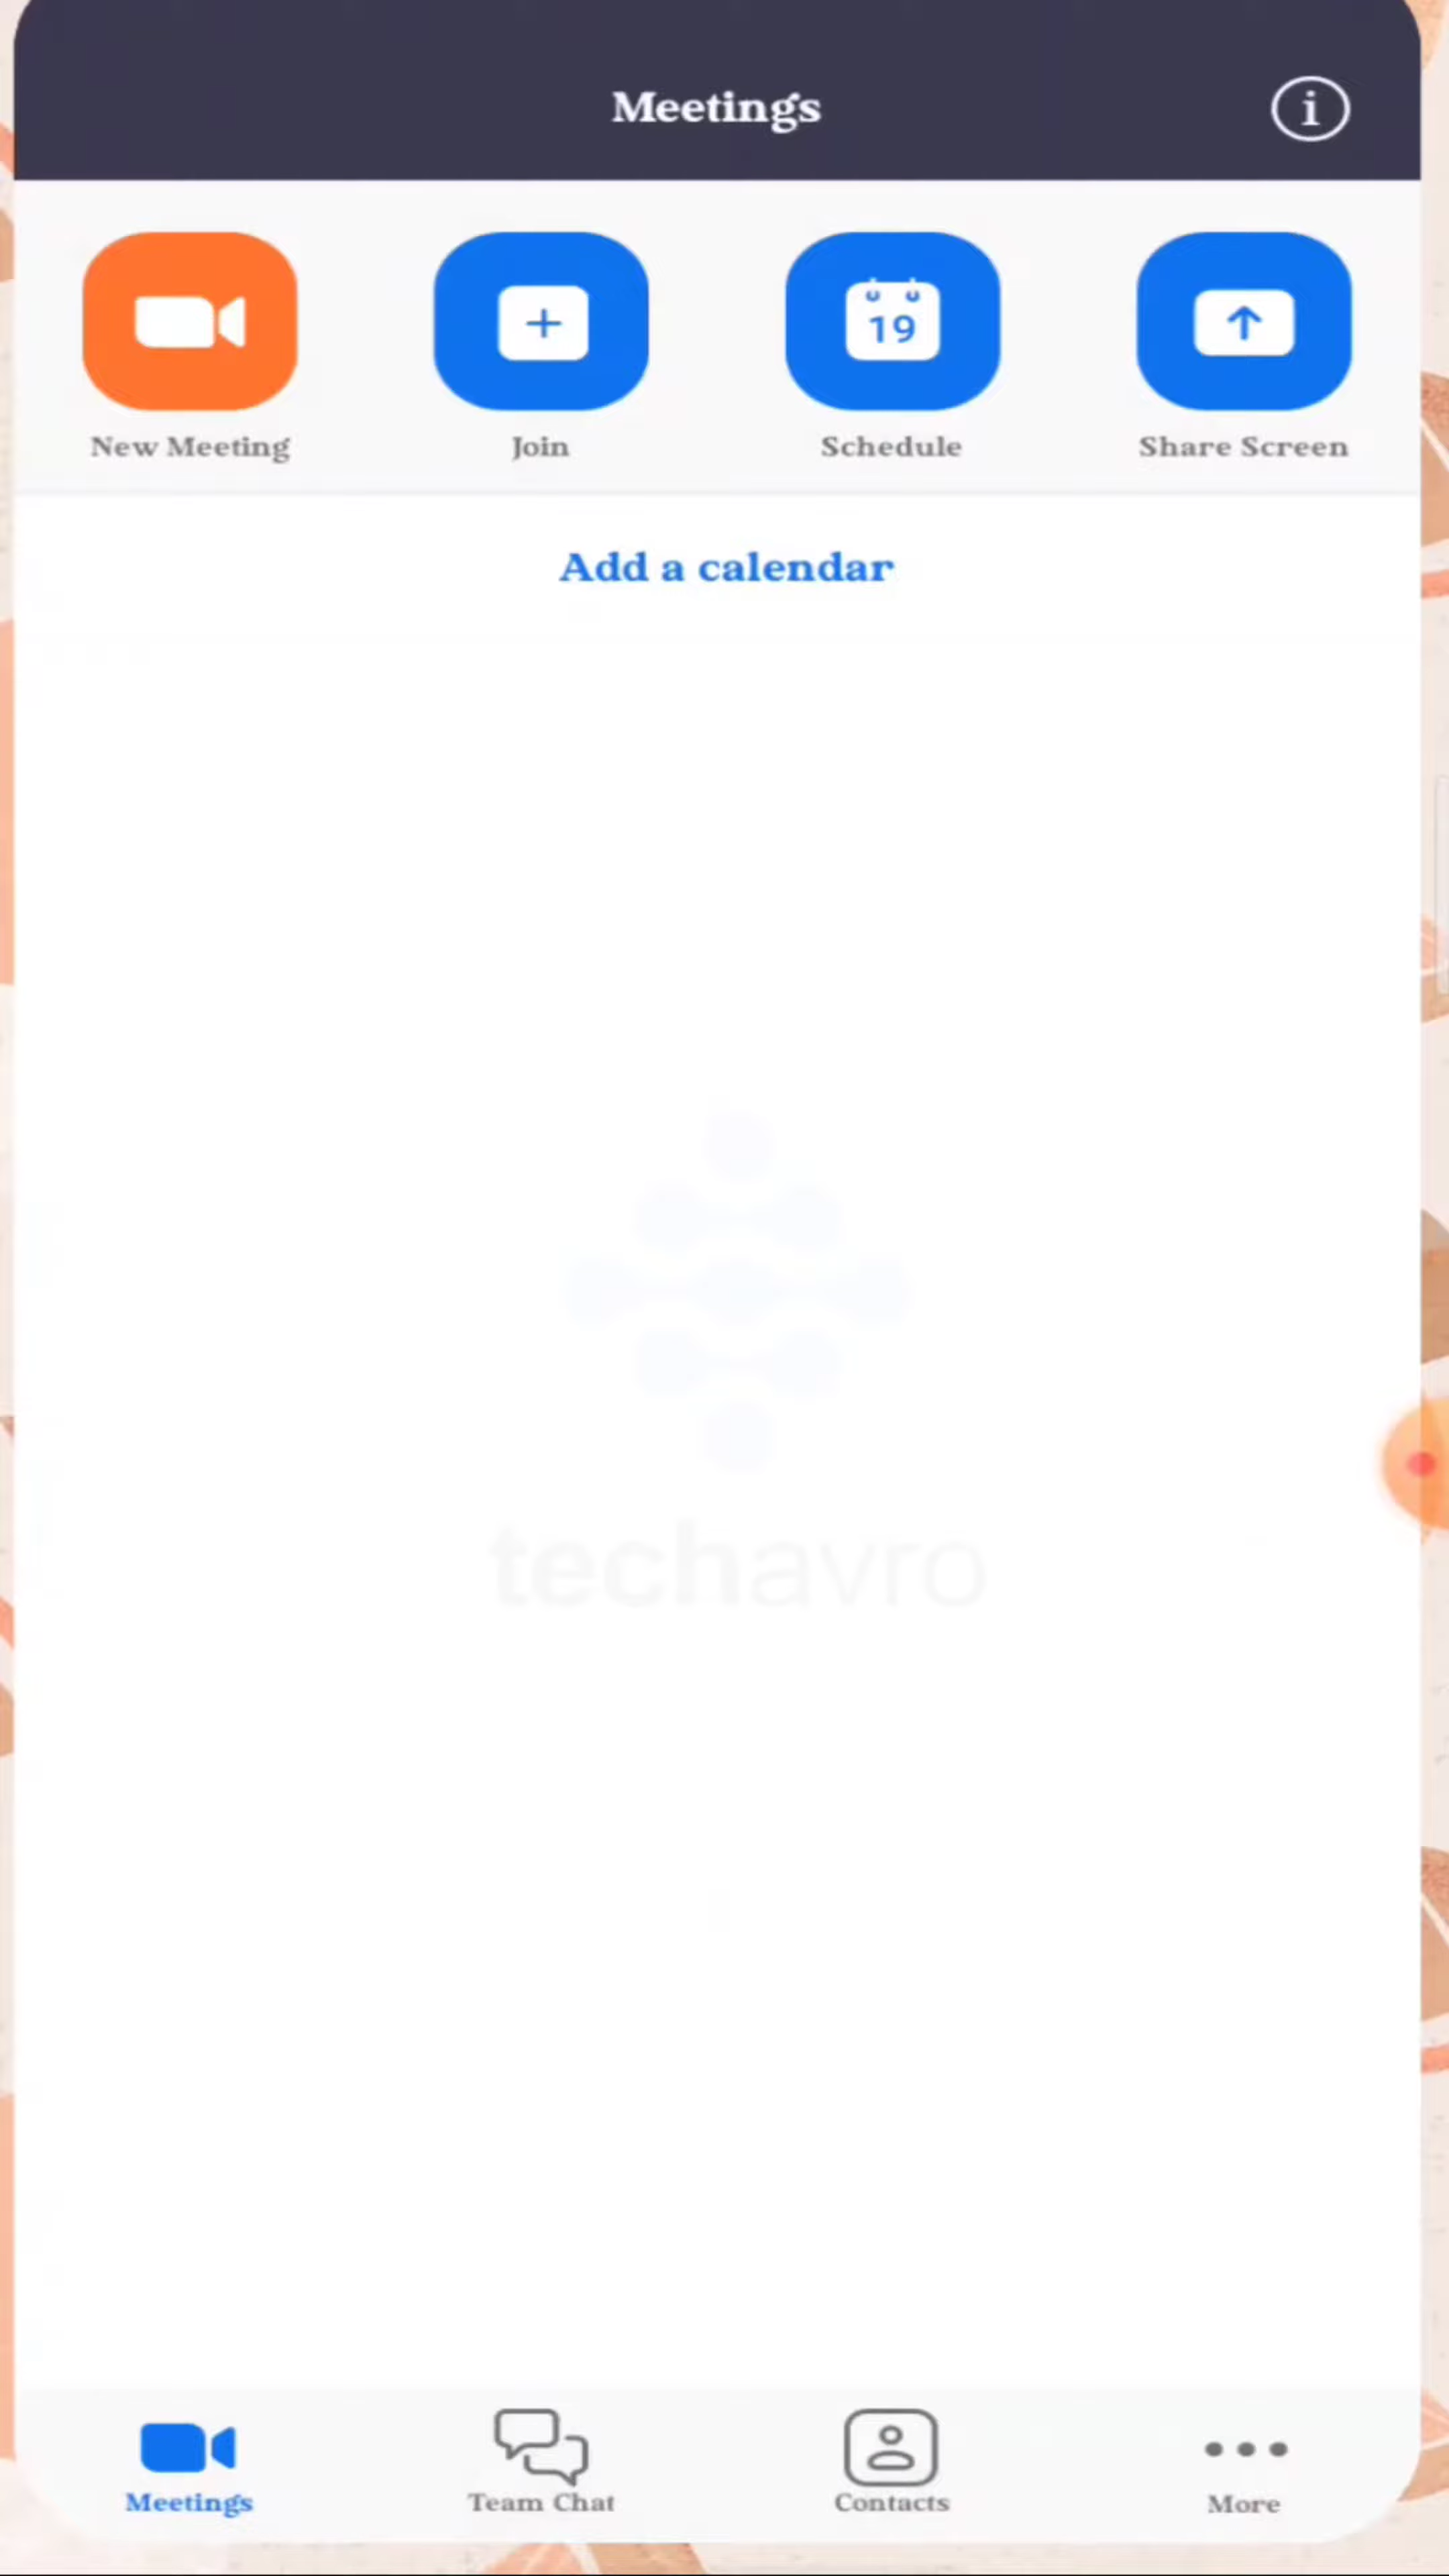 Meetings
i
New Meeting
Join
19
Schedule
Share Screen
Add a calendar
techavro
Meetings
Team Chat
Contacts
More